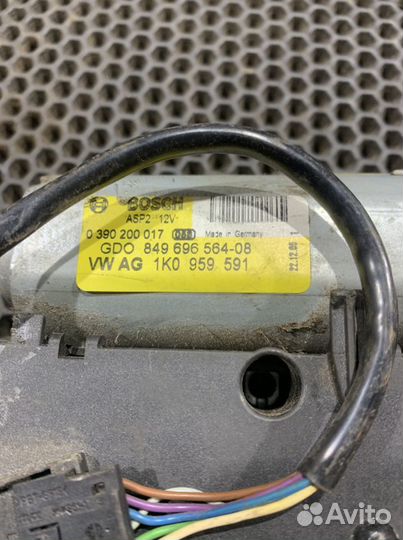 BOSCH
ASP2 12V-
0 390 200 017 Made in Germany
GDO 849 696 564-08
VW AG 1K0 959 591
22.12.06 1
Avito